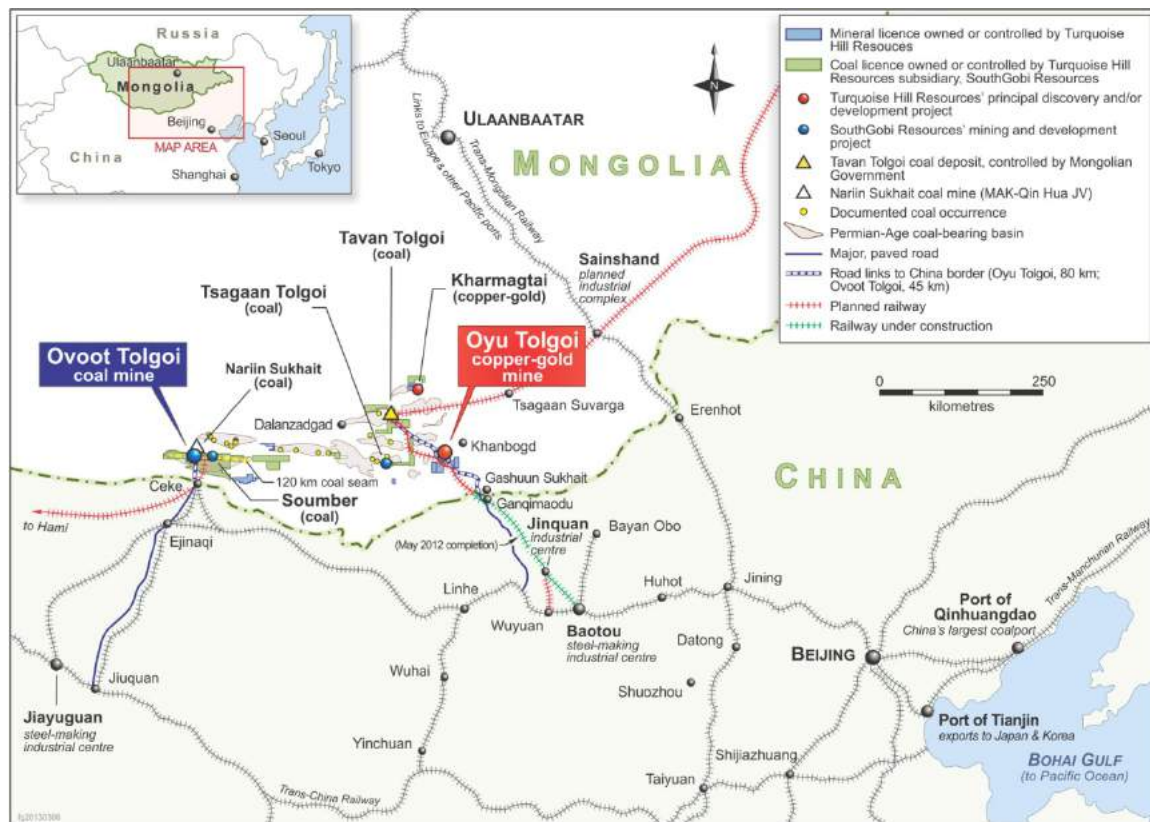 Russia
Ulaanbaatar
Mongolia
Beijing
MAP AREA
Seoul
China
Shanghai
Tokyo
N
Mineral licence owned or controlled by Turquoise
Hill Resouces
Coal licence owned or controlled by Turquoise
Hill Resources subsidiary, SouthGobi Resources
Turquoise Hill Resources' principal discovery and/or
development project
SouthGobi Resources' mining and development
project
Tavan Tolgoi coal deposit, controlled by Mongolian
Government
Nariin Sukhait coal mine (MAK-Qin Hua JV)
Documented coal occurrence
Permian-Age coal-bearing basin
Major, paved road
Road links to China border (Oyu Tolgoi, 80 km;
Ovoot Tolgoi, 45 km)
Planned railway
Railway under construction
ULAANBAATAR
MONGOLIA
Links to Europe & other Pacific ports
Trans-Mongolian Railway
Tavan Tolgoi
(coal)
Sainshand
planned
industrial
complex
Kharmagtai
(copper-gold)
Tsagaan Tolgoi
(coal)
Oyu Tolgoi
copper-gold
mine
Ovoot Tolgoi
coal mine
Nariin Sukhait
(coal)
0
250
kilometres
Tsagaan Suvarga
Erenhot
Dalanzadgad
Khanbogd
CHINA
120 km coal seam
Gashuun Sukhait
Ceke
Soumber
(coal)
Ganqimaodu
to Hami
Ejinaqi
Jinquan
industrial
centre
Bayan Obo
(May 2012 completion)
Linhe
Huhot
Jining
Trans-Manchurian Railway
Port of
Qinhuangdao
China's largest coalport
Wuyuan
Baotou
steel-making
industrial centre
Datong
BEIJING
Wuhai
Shuozhou
Jiuquan
Jiayuguan
steel-making
industrial centre
Port of Tianjin
exports to Japan & Korea
Yinchuan
Shijiazhuang
BOHAI GULF
(to Pacific Ocean)
Taiyuan
Trans-China Railway